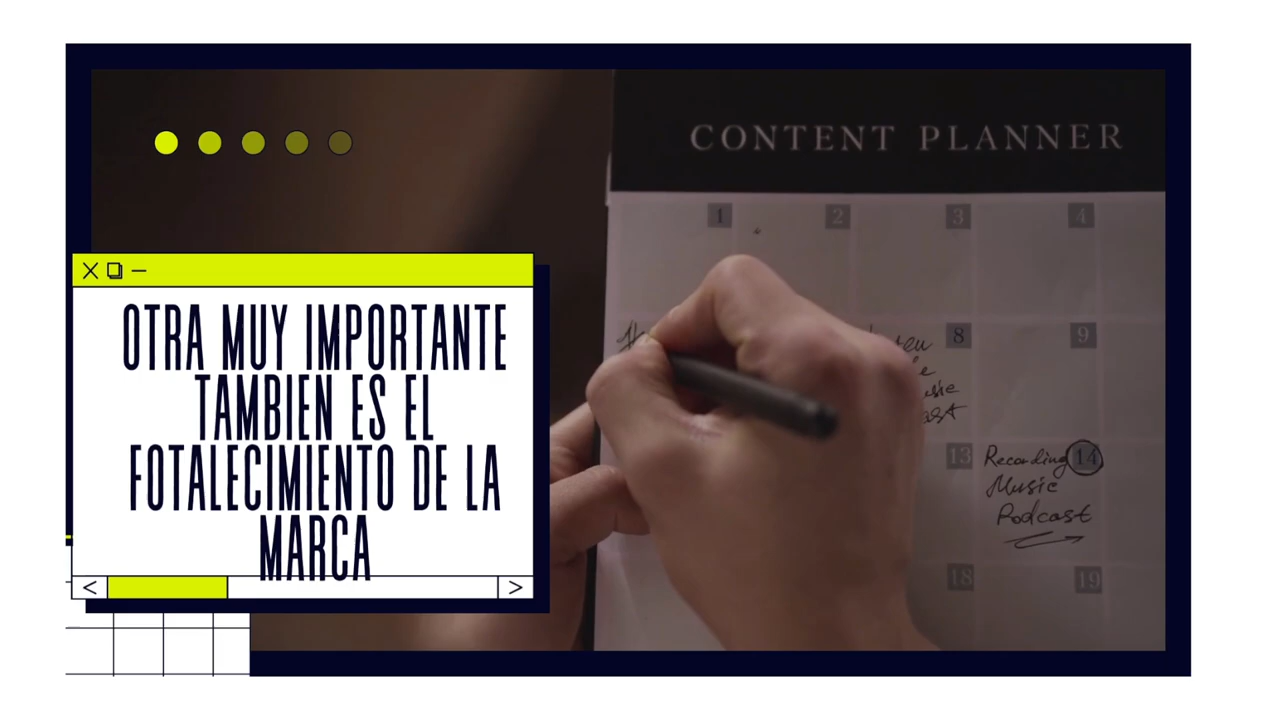 CONTENT PLANNER
1 2 3 4
OTRA MUY IMPORTANTE
TAMBIEN ES EL
FOTALECIMIENTO DE LA
MARCA
8 9
13 Recording 14
Music
Podcast
18 19